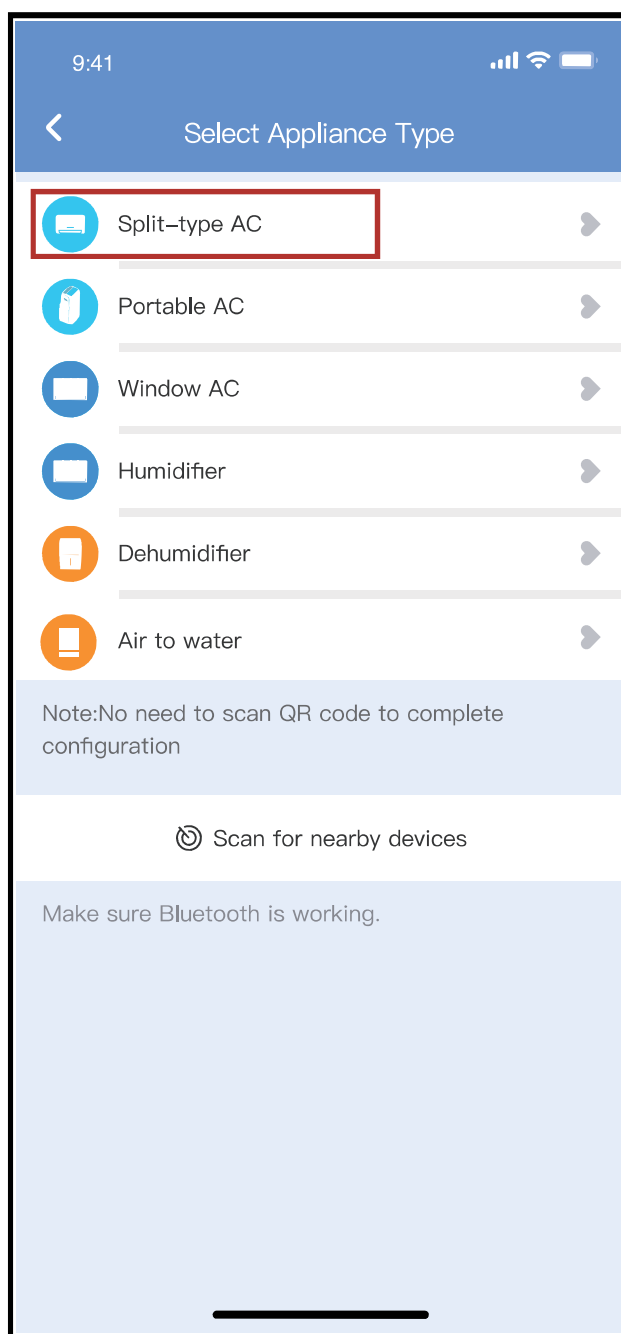 9:41
Select Appliance Type
Split-type AC
Portable AC
Window AC
Humidifier
Dehumidifier
Air to water
Note:No need to scan QR code to complete
configuration
Scan for nearby devices
Make sure Bluetooth is working.